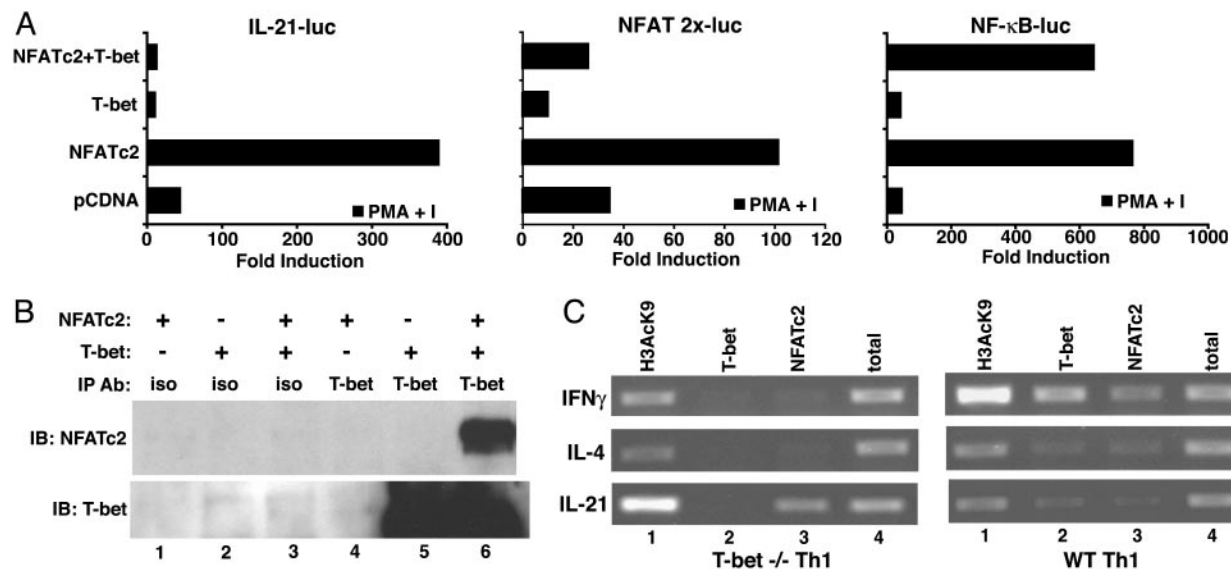 A
IL-21-luc
NFATc2+T-bet
T-bet
NFATc2
pCDNA
PMA + I
0 100 200 300 400
Fold Induction
NFAT 2x-luc
PMA + I
0 20 40 60 80 100 120
Fold Induction
NF-κB-luc
PMA + I
0 200 400 600 800 1000
Fold Induction
B
NFATc2: + - + + - +
T-bet: - + + - + +
IP Ab: iso iso iso T-bet T-bet T-bet
IB: NFATc2
IB: T-bet
1 2 3 4 5 6
C
H3AcK9 T-bet NFATc2 total
H3AcK9 T-bet NFATc2 total
IFNγ
IL-4
IL-21
1 2 3 4
T-bet -/- Th1
1 2 3 4
WT Th1